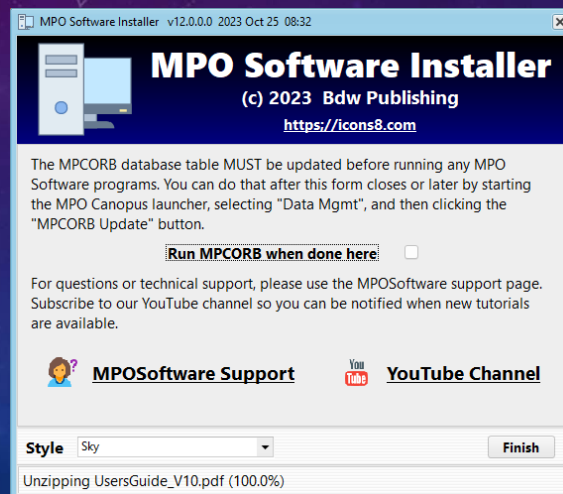 MPO Software Installer v12.0.0.0 2023 Oct 25 08:32
MPO Software Installer
(c) 2023 Bdw Publishing
https://icons8.com
The MPCORB database table MUST be updated before running any MPO
Software programs. You can do that after this form closes or later by starting
the MPO Canopus launcher, selecting "Data Mgmt", and then clicking the
"MPCORB Update" button.
Run MPCORB when done here
For questions or technical support, please use the MPOSoftware support page.
Subscribe to our YouTube channel so you can be notified when new tutorials
are available.
?
MPOSoftware Support
You
Tube
YouTube Channel
Style Sky Finish
Unzipping UsersGuide_V10.pdf (100.0%)